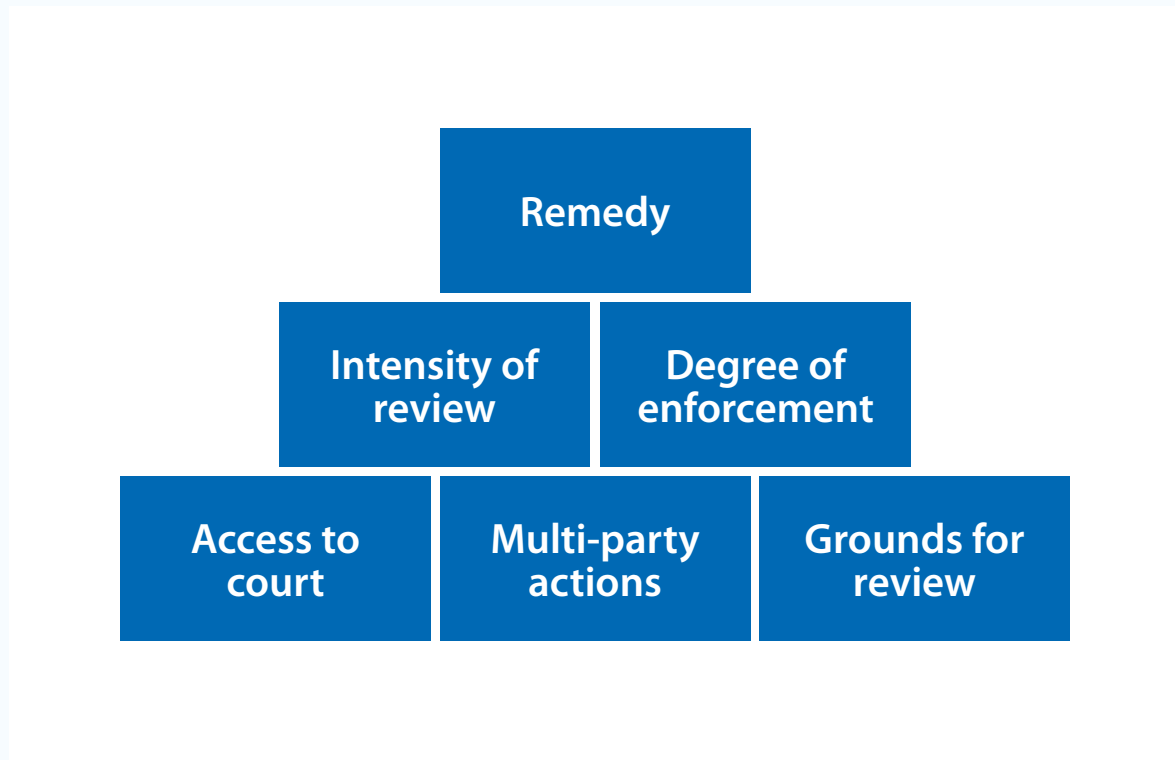 Remedy
Intensity of
review
Degree of
enforcement
Access to
court
Multi-party
actions
Grounds for
review